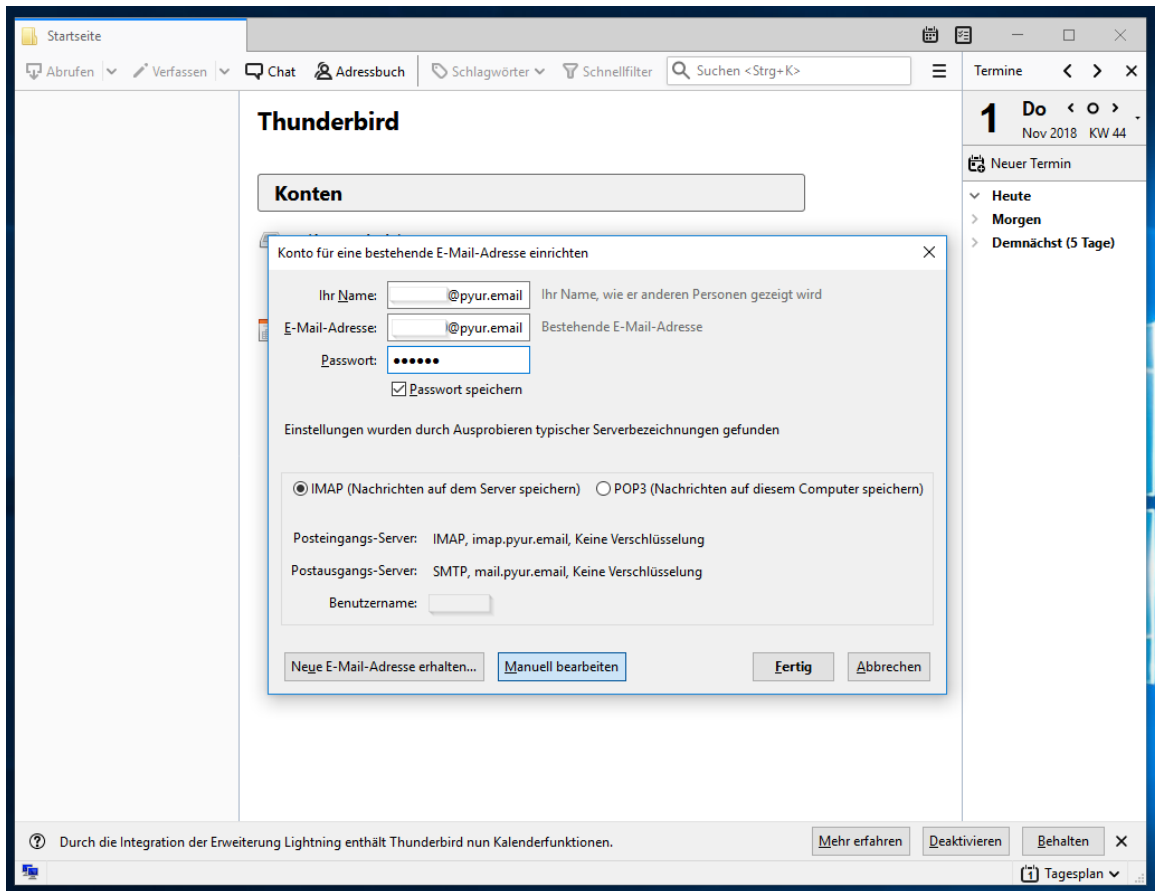 Startseite
Abrufen Verfassen Chat Adressbuch Schlagwörter Schnellfilter Suchen <Strg+K>
Termine
Thunderbird
1 Do
Nov 2018 KW 44
Neuer Termin
Konten
Heute
Morgen
Demnächst (5 Tage)
Konto für eine bestehende E-Mail-Adresse einrichten
Ihr Name: @pyur.email Ihr Name, wie er anderen Personen gezeigt wird
E-Mail-Adresse: @pyur.email Bestehende E-Mail-Adresse
Passwort: ●●●●●●
Passwort speichern
Einstellungen wurden durch Ausprobieren typischer Serverbezeichnungen gefunden
IMAP (Nachrichten auf dem Server speichern) POP3 (Nachrichten auf diesem Computer speichern)
Posteingangs-Server: IMAP, imap.pyur.email, Keine Verschlüsselung
Postausgangs-Server: SMTP, mail.pyur.email, Keine Verschlüsselung
Benutzername:
Neue E-Mail-Adresse erhalten... Manuell bearbeiten Fertig Abbrechen
Durch die Integration der Erweiterung Lightning enthält Thunderbird nun Kalenderfunktionen. Mehr erfahren Deaktivieren Behalten
Tagesplan